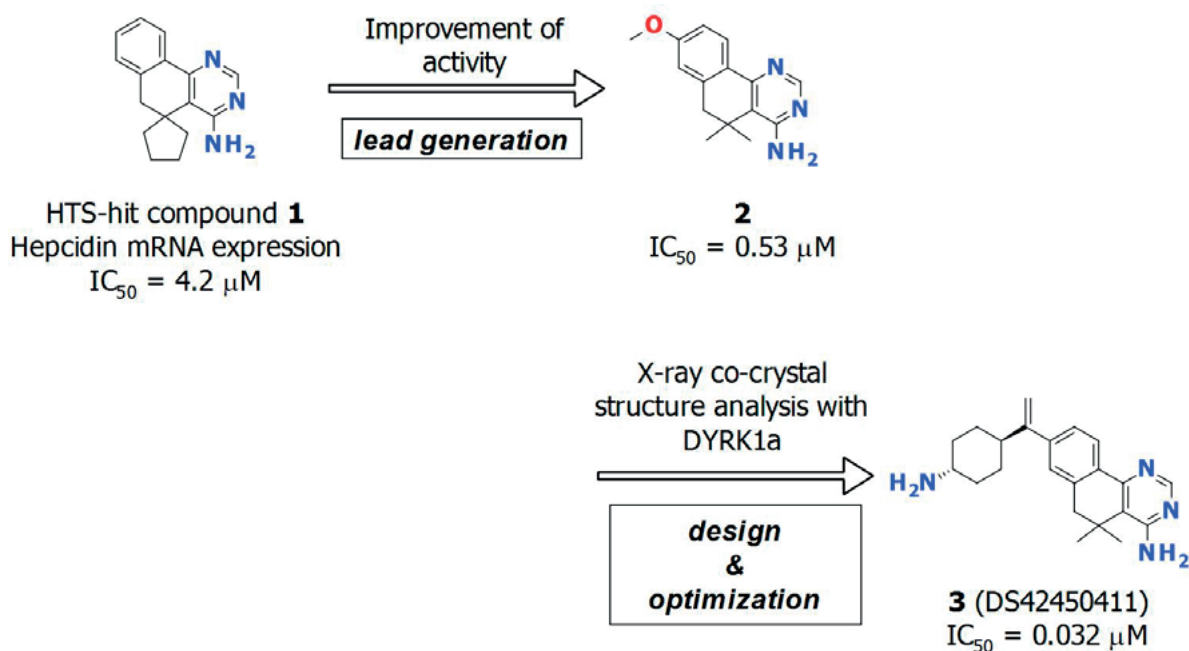 Improvement of
activity
lead generation
N
N
NH2
O
N
N
NH2
HTS-hit compound 1
Hepcidin mRNA expression
IC50 = 4.2 μM
2
IC50 = 0.53 μM
X-ray co-crystal
structure analysis with
DYRK1a
design
&
optimization
H2N
N
N
NH2
3 (DS42450411)
IC50 = 0.032 μM